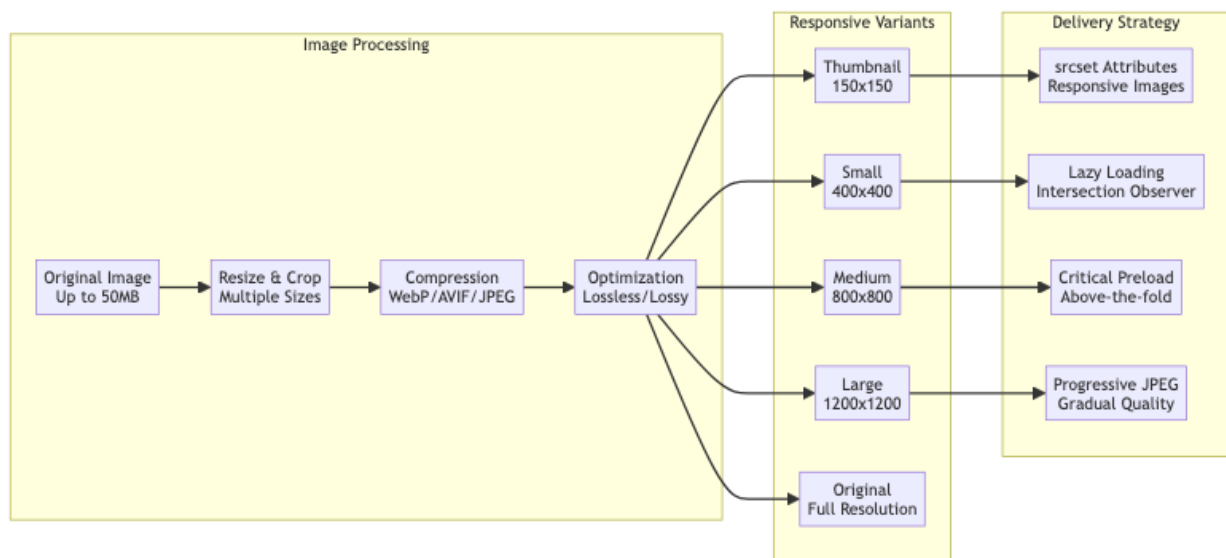 Image Processing
Responsive Variants
Delivery Strategy
Original Image
Up to 50MB
Resize & Crop
Multiple Sizes
Compression
WebP/AVIF/JPEG
Optimization
Lossless/Lossy
Thumbnail
150x150
Small
400x400
Medium
800x800
Large
1200x1200
Original
Full Resolution
srcset Attributes
Responsive Images
Lazy Loading
Intersection Observer
Critical Preload
Above-the-fold
Progressive JPEG
Gradual Quality